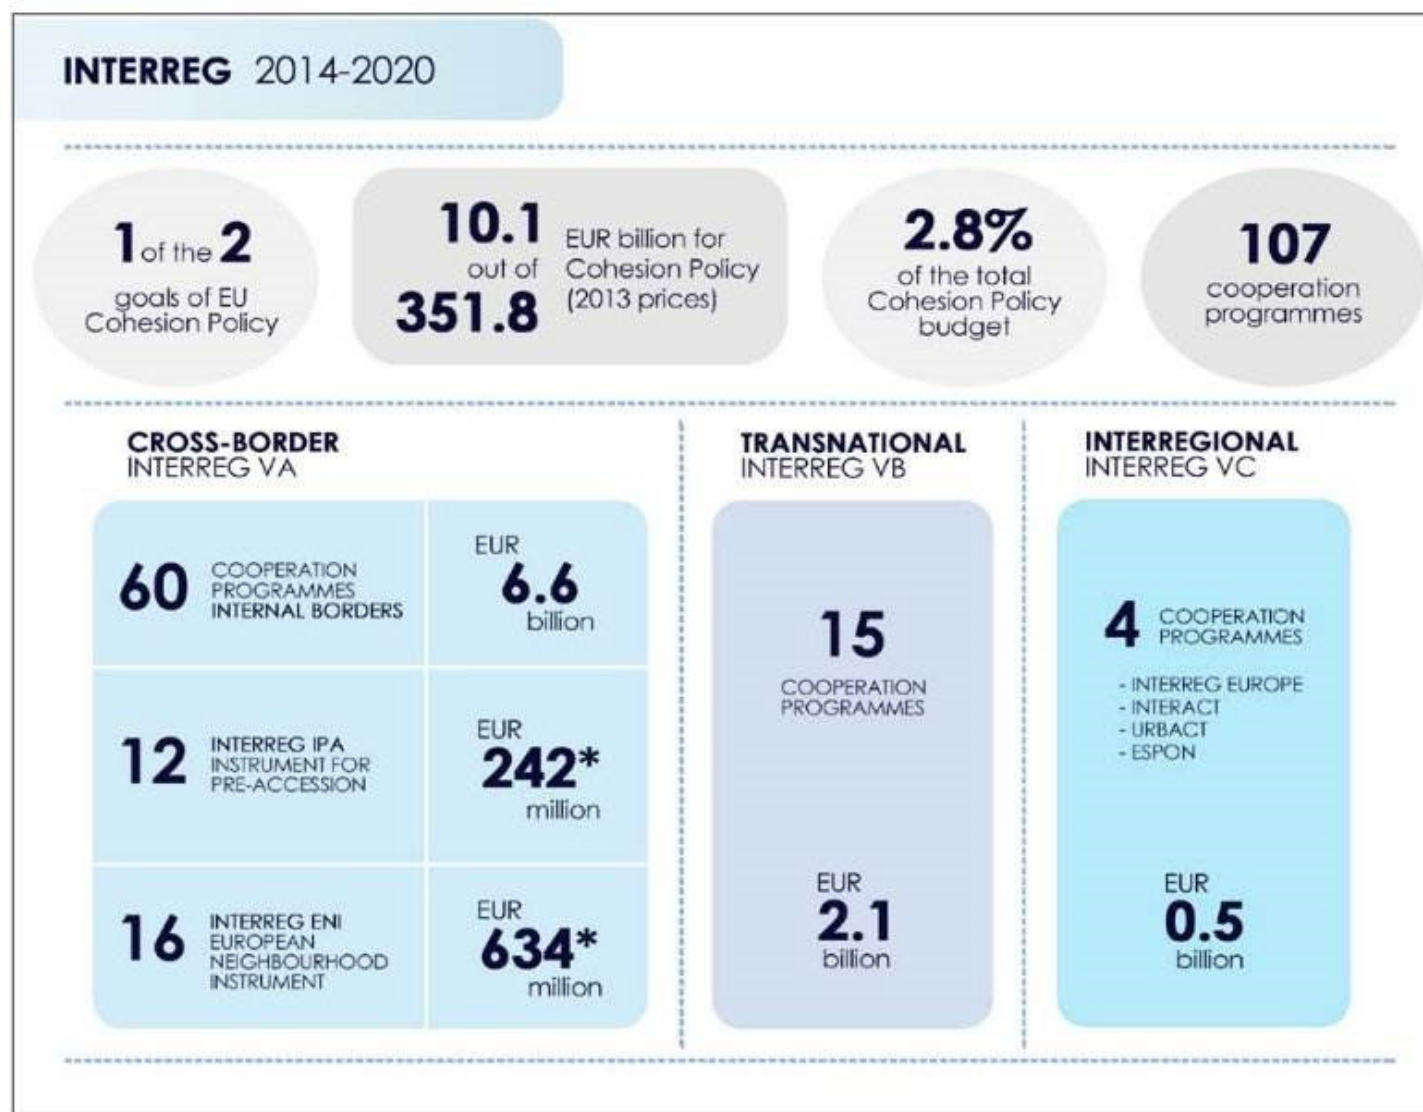 INTERREG 2014-2020
1 of the 2
goals of EU
Cohesion Policy
10.1
out of
351.8
EUR billion for
Cohesion Policy
(2013 prices)
2.8%
of the total
Cohesion Policy
budget
107
cooperation
programmes
CROSS-BORDER
INTERREG VA
60
COOPERATION
PROGRAMMES
INTERNAL BORDERS
EUR
6.6
billion
12
INTERREG IPA
INSTRUMENT FOR
PRE-ACCESSION
EUR
242*
million
16
INTERREG ENI
EUROPEAN
NEIGHBOURHOOD
INSTRUMENT
EUR
634*
million
TRANSNATIONAL
INTERREG VB
15
COOPERATION
PROGRAMMES
EUR
2.1
billion
INTERREGIONAL
INTERREG VC
4
COOPERATION
PROGRAMMES
- INTERREG EUROPE
- INTERACT
- URBACT
- ESPON
EUR
0.5
billion